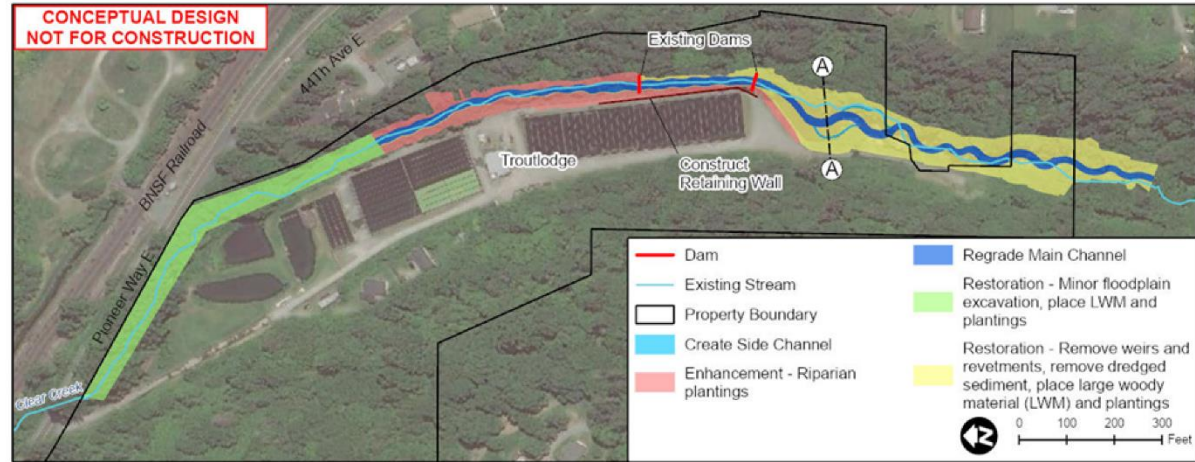 CONCEPTUAL DESIGN
NOT FOR CONSTRUCTION
44Th Ave E
Existing Dams
A
BNSF Railroad
Troutlodge
Construct
Retaining Wall
A
Pioneer Way E
Clear Creek
Dam
Existing Stream
Property Boundary
Create Side Channel
Enhancement - Riparian
plantings
Regrade Main Channel
Restoration - Minor floodplain
excavation, place LWM and
plantings
Restoration - Remove weirs and
revetments, remove dredged
sediment, place large woody
material (LWM) and plantings
N
0 100 200 300
Feet